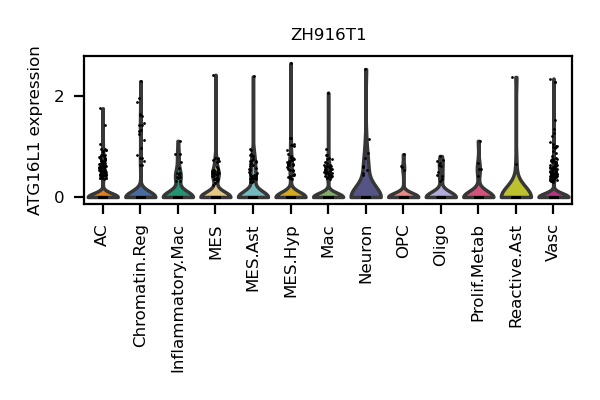 ZH916T1
ATG16L1 expression
2
0
AC
Chromatin.Reg
Inflammatory.Mac
MES
MES.Ast
MES.Hyp
Mac
Neuron
OPC
Oligo
Prolif.Metab
Reactive.Ast
Vasc